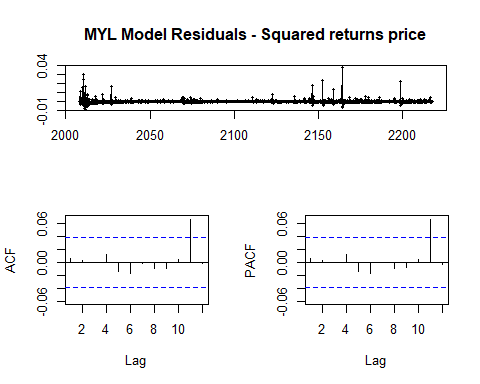 MYL Model Residuals - Squared returns price
0.04
-0.01
2000 2050 2100 2150 2200
ACF
0.06
0.00
-0.06
2 4 6 8 10
Lag
PACF
0.06
0.00
-0.06
2 4 6 8 10
Lag